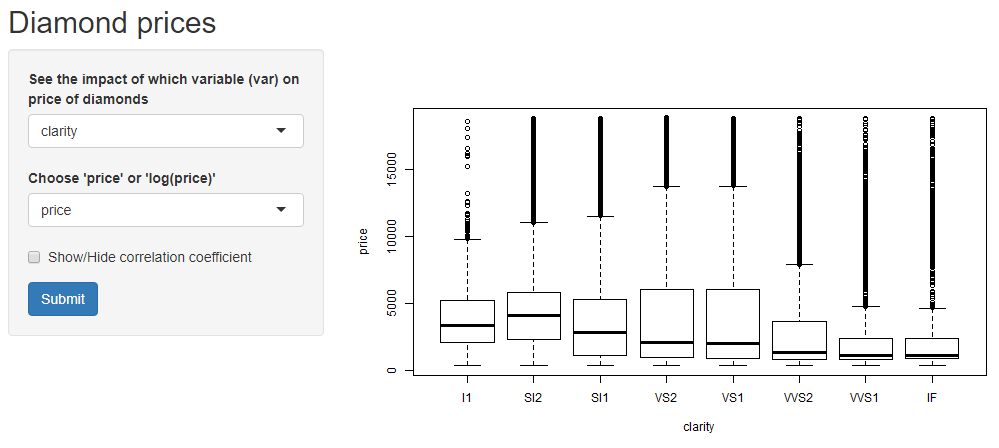 Diamond prices
See the impact of which variable (var) on
price of diamonds
clarity
Choose 'price' or 'log(price)'
price
Show/Hide correlation coefficient
Submit
price
15000
10000
5000
0
I1 SI2 SI1 VS2 VS1 VVS2 VVS1 IF
clarity